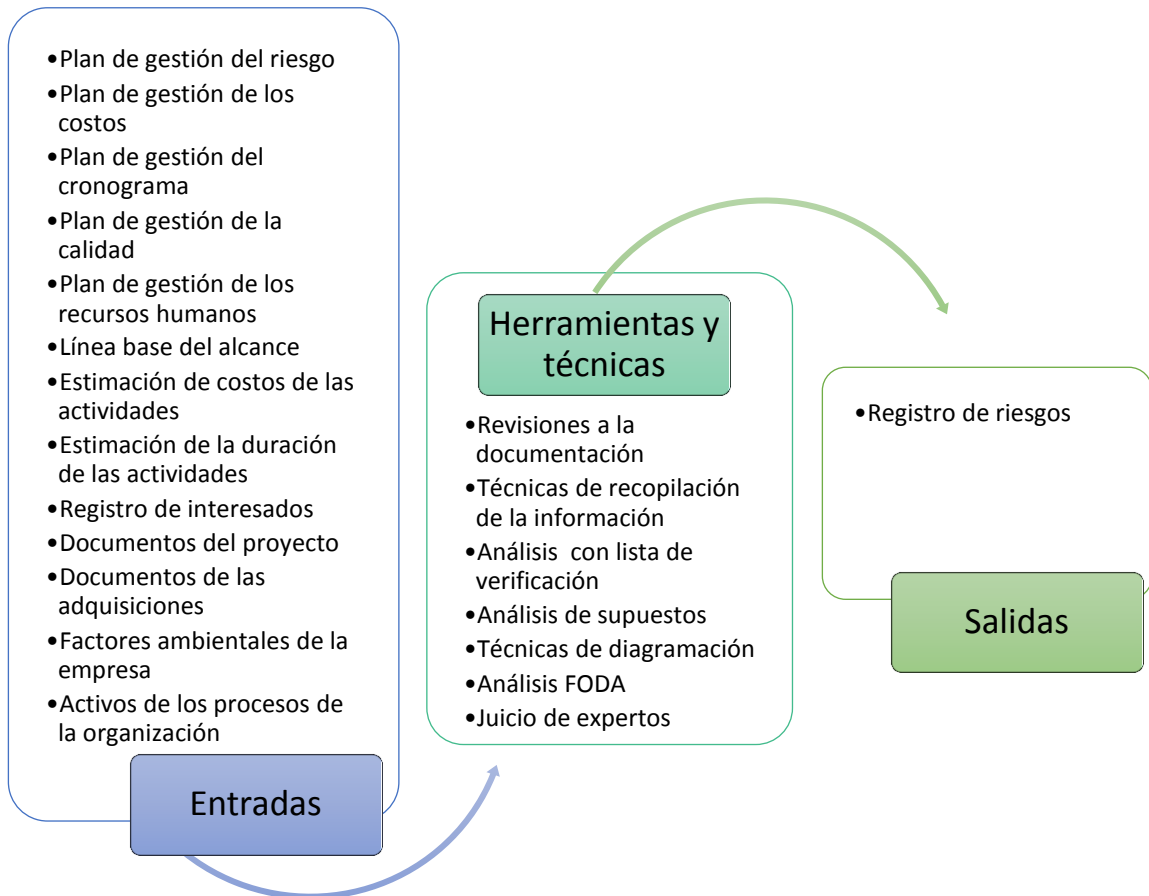 •Plan de gestión del riesgo
•Plan de gestión de los
costos
•Plan de gestión del
cronograma
•Plan de gestión de la
calidad
•Plan de gestión de los
recursos humanos
•Línea base del alcance
•Estimación de costos de las
actividades
•Estimación de la duración
de las actividades
•Registro de interesados
•Documentos del proyecto
•Documentos de las
adquisiciones
•Factores ambientales de la
empresa
•Activos de los procesos de
la organización
Entradas
Herramientas y
técnicas
•Revisiones a la
documentación
•Técnicas de recopilación
de la información
•Análisis con lista de
verificación
•Análisis de supuestos
•Técnicas de diagramación
•Análisis FODA
•Juicio de expertos
•Registro de riesgos
Salidas